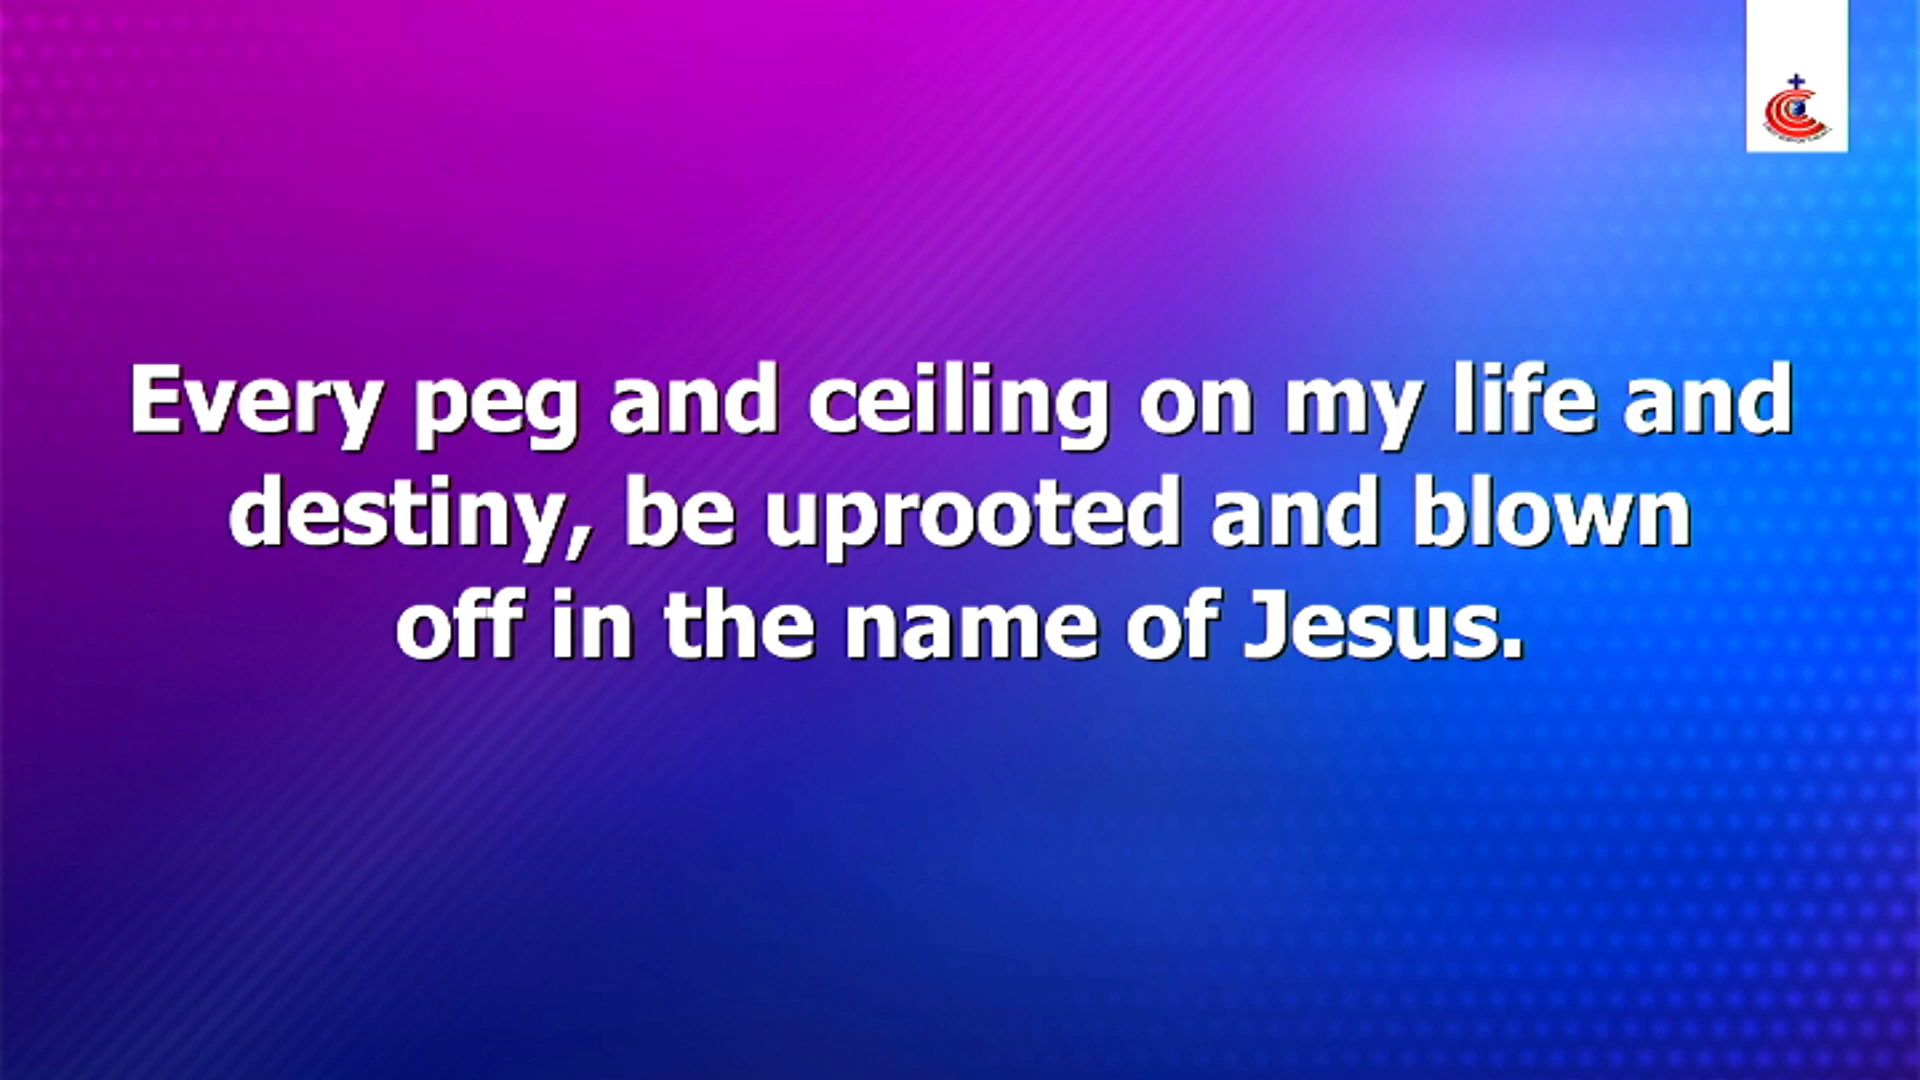 Every peg and ceiling on my life and
destiny, be uprooted and blown
off in the name of Jesus.